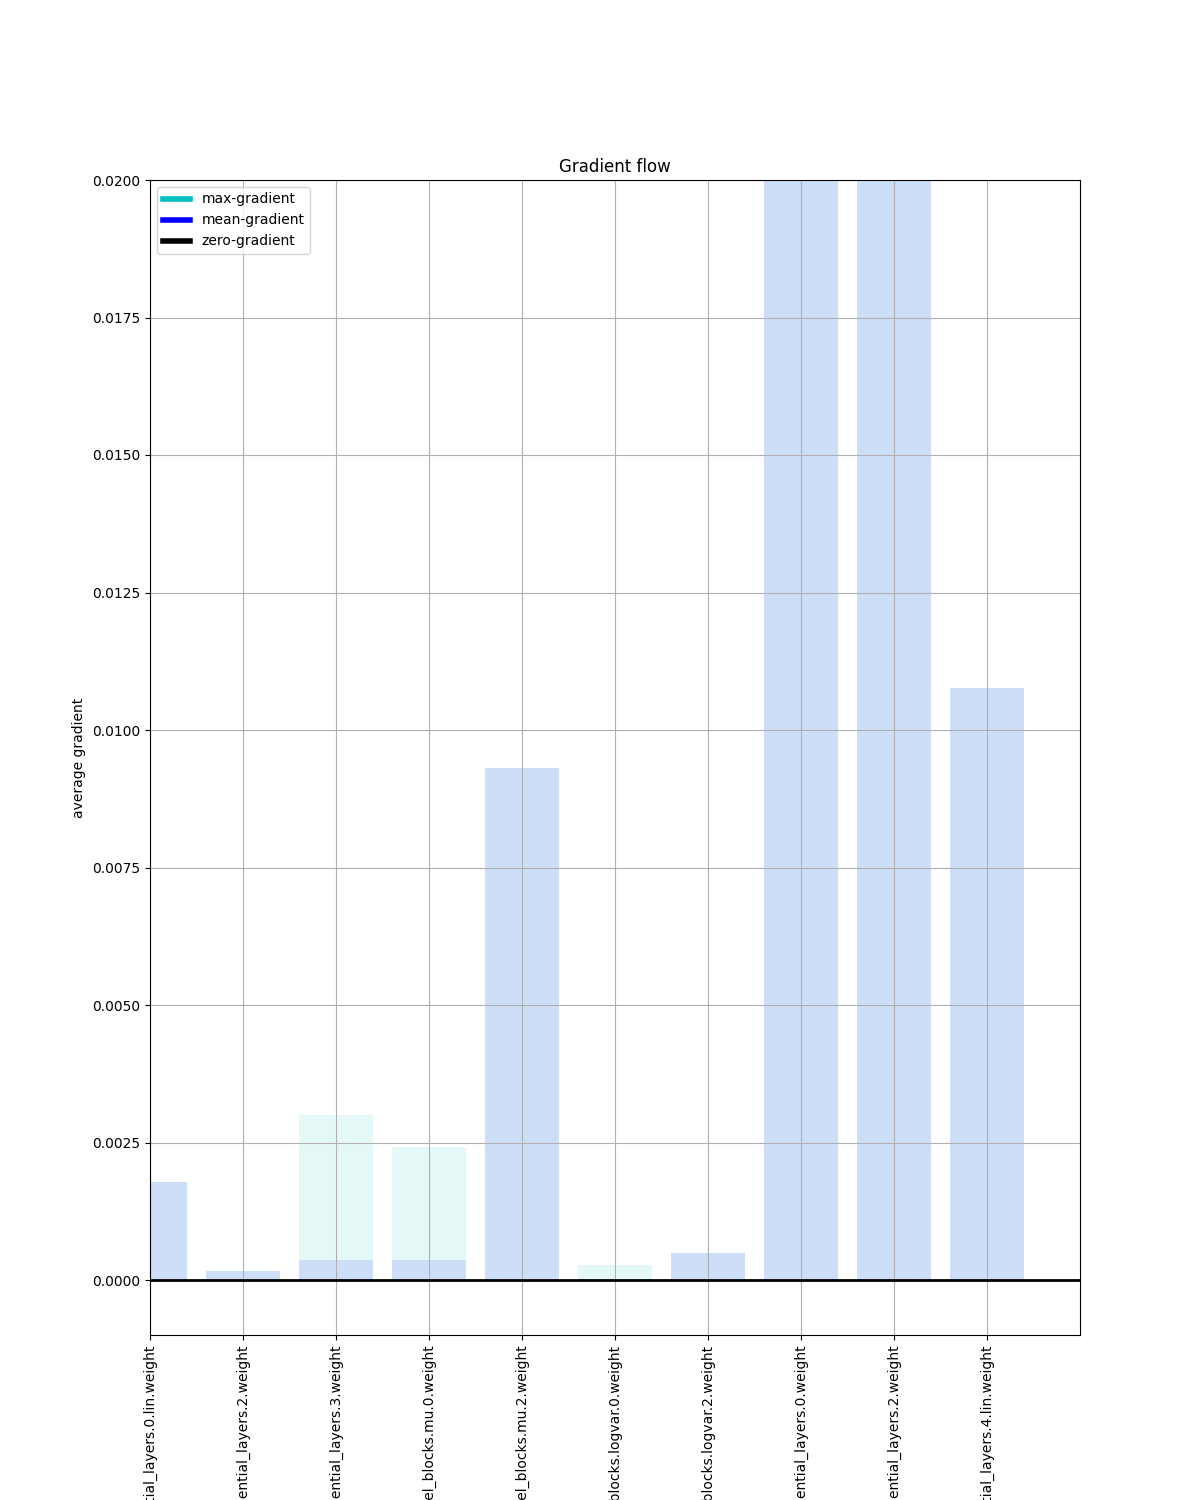 Gradient flow
max-gradient
mean-gradient
zero-gradient
0.0200
0.0175
0.0150
0.0125
0.0100
0.0075
0.0050
0.0025
0.0000
average gradient
tial_layers.0.lin.weight
ential_layers.2.weight
ential_layers.3.weight
el_blocks.mu.0.weight
el_blocks.mu.2.weight
blocks.logvar.0.weight
blocks.logvar.2.weight
ential_layers.0.weight
ential_layers.2.weight
tial_layers.4.lin.weight